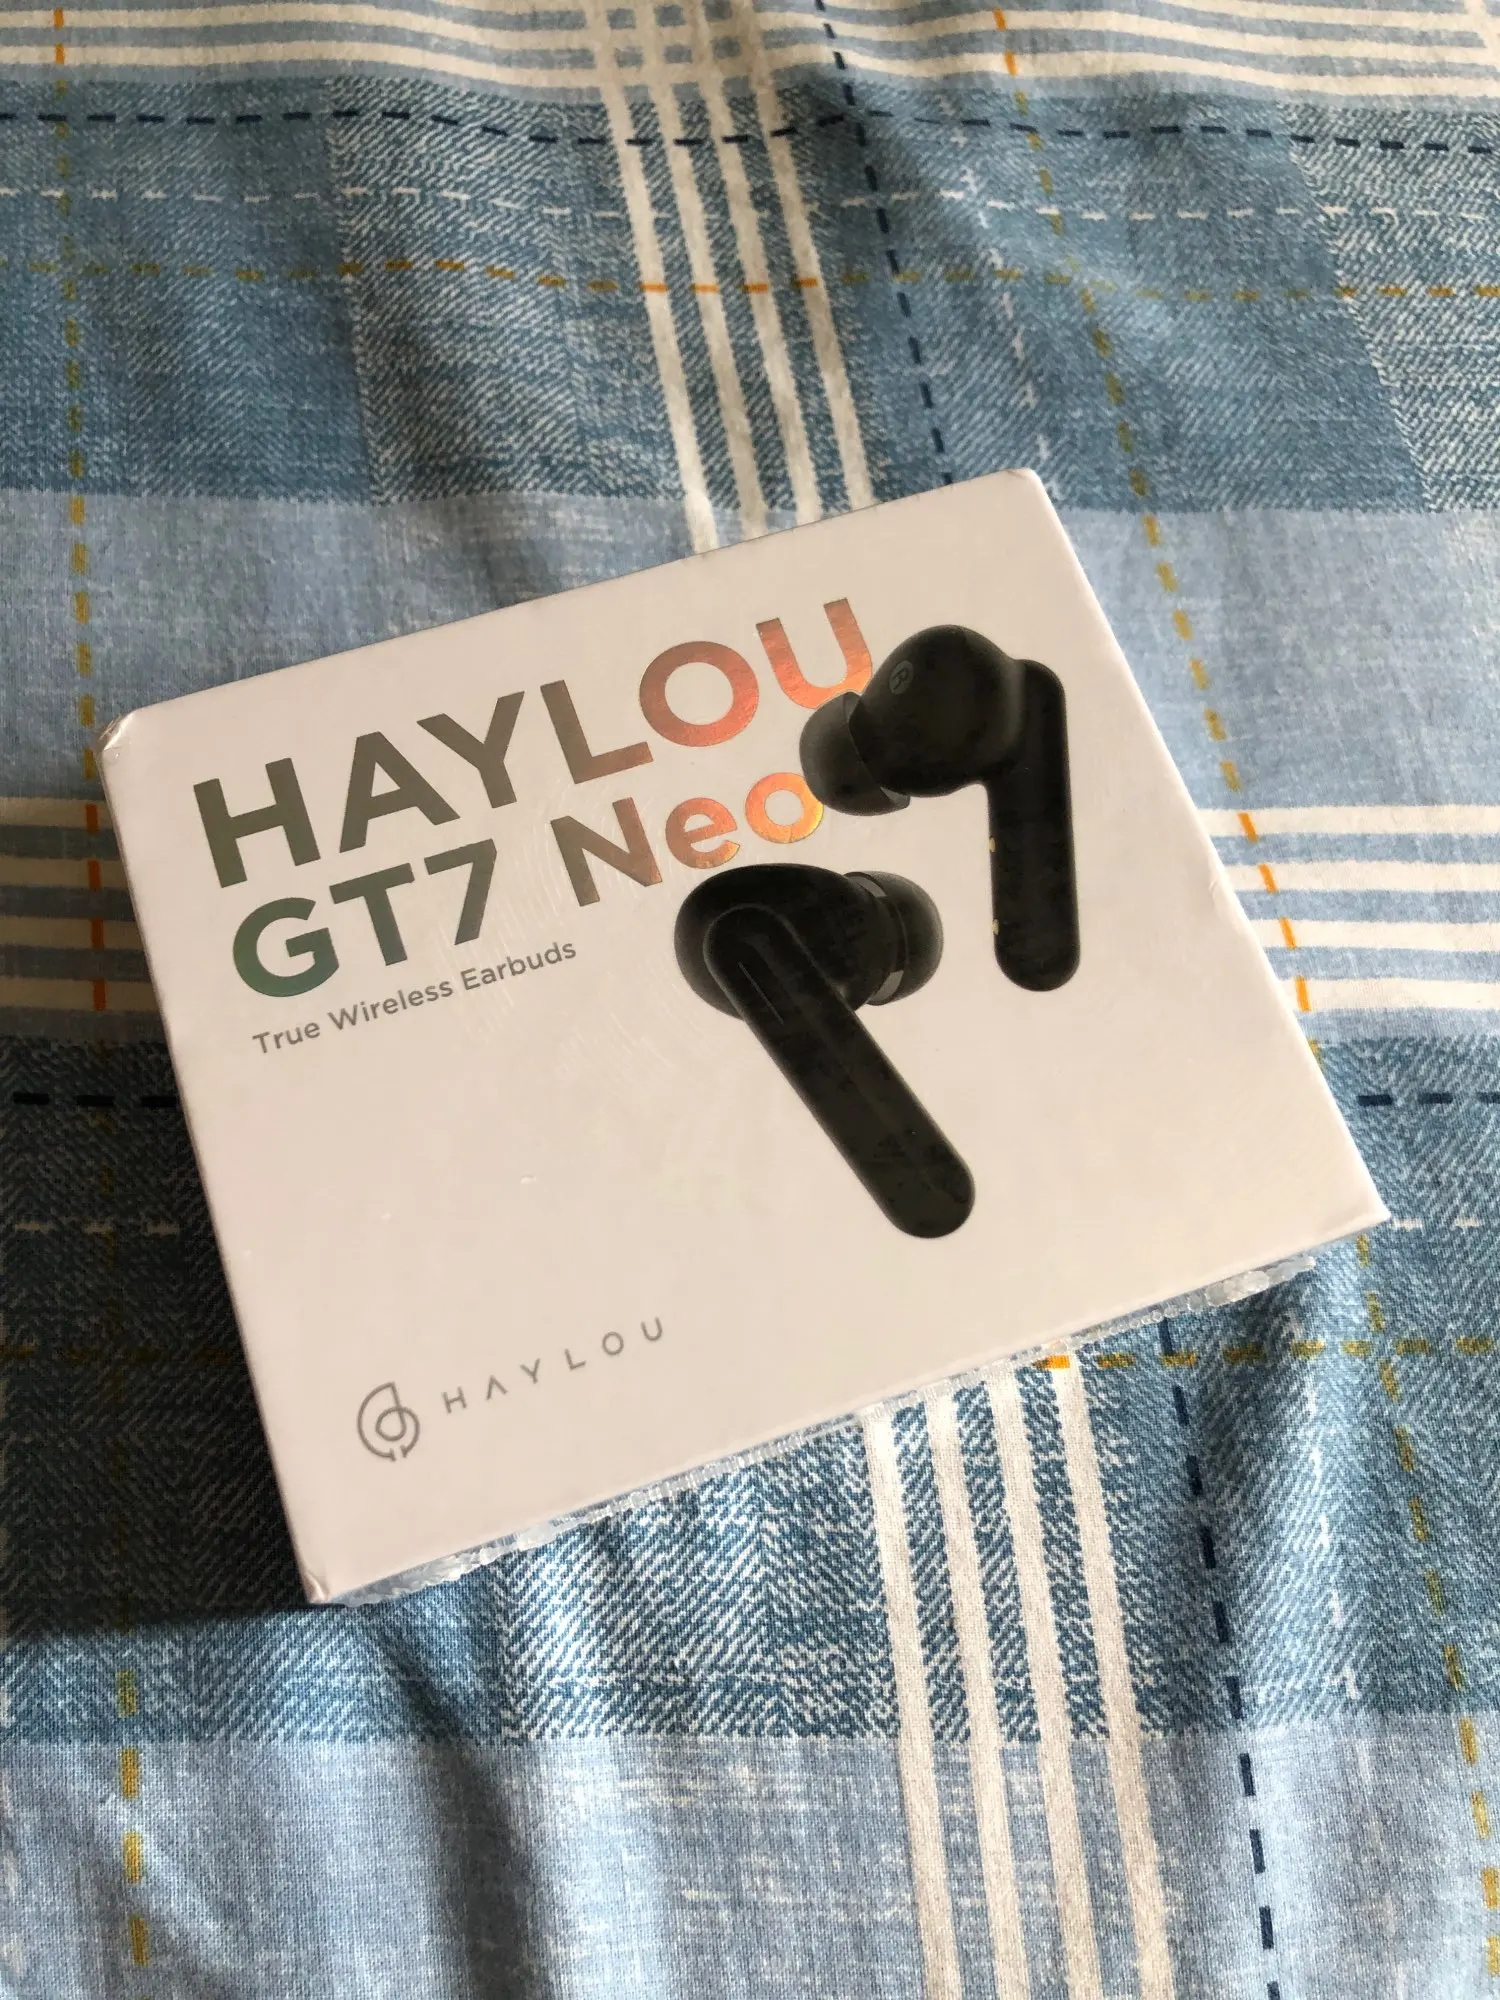 HAYLOU
GT7 Neo
True Wireless Earbuds
R
HAYLOU